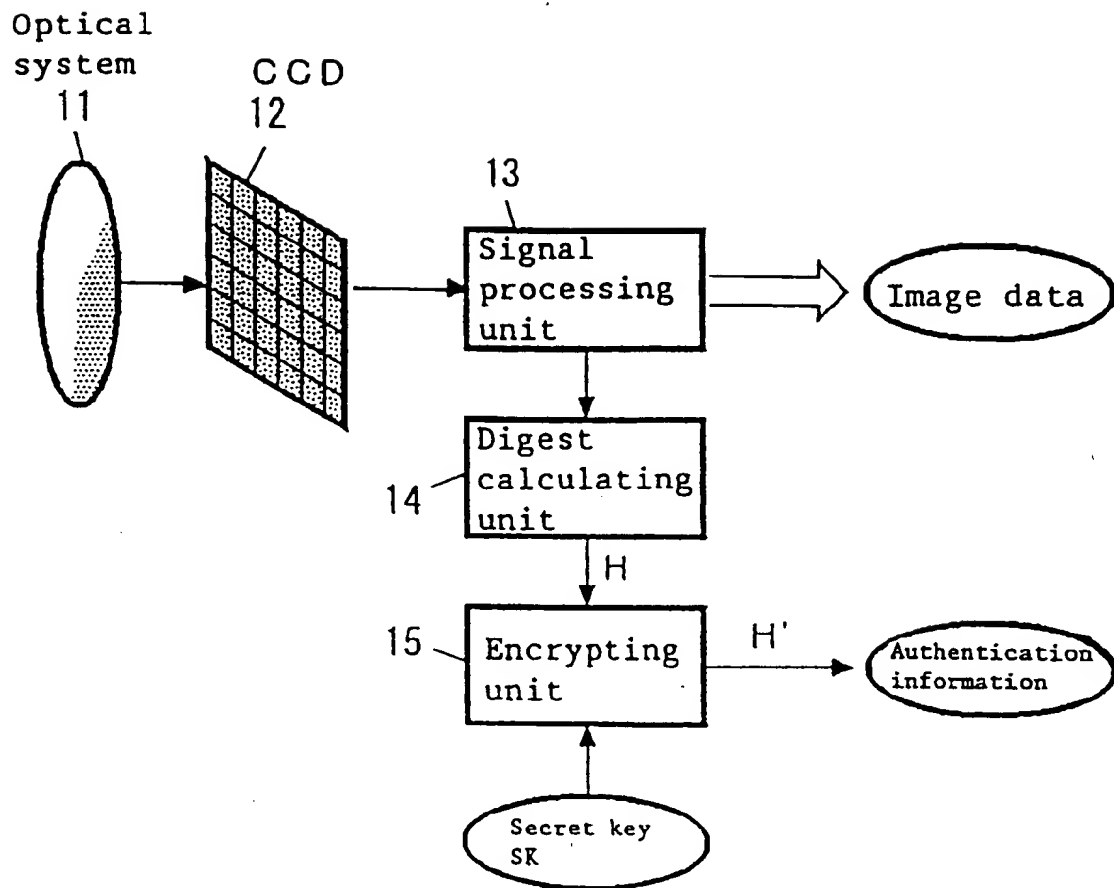 Optical
system
11
CCD
12
13
Signal
processing
unit
Image data
Digest
calculating
unit
14
H
15
Encrypting
unit
H'
Authentication
information
Secret key
SK